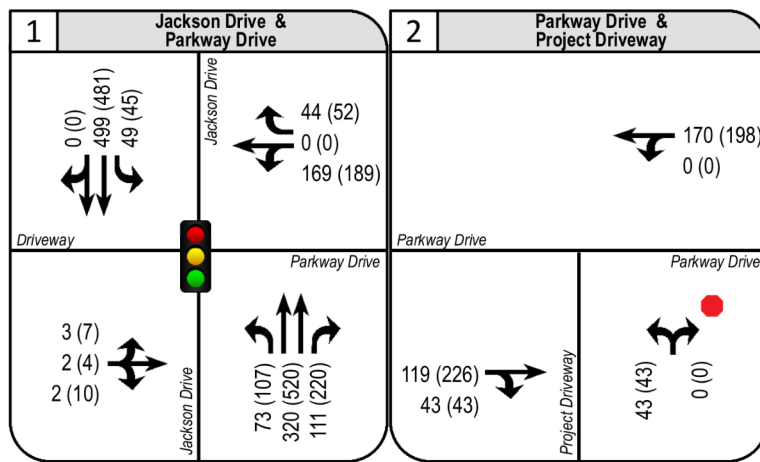 1
Jackson Drive &
Parkway Drive
0 (0)
499 (481)
49 (45)
Jackson Drive
44 (52)
0 (0)
169 (189)
Driveway
Parkway Drive
3 (7)
2 (4)
2 (10)
Jackson Drive
73 (107)
320 (520)
111 (220)
2
Parkway Drive &
Project Driveway
170 (198)
0 (0)
Parkway Drive
Parkway Drive
119 (226)
43 (43)
Project Driveway
43 (43)
0 (0)